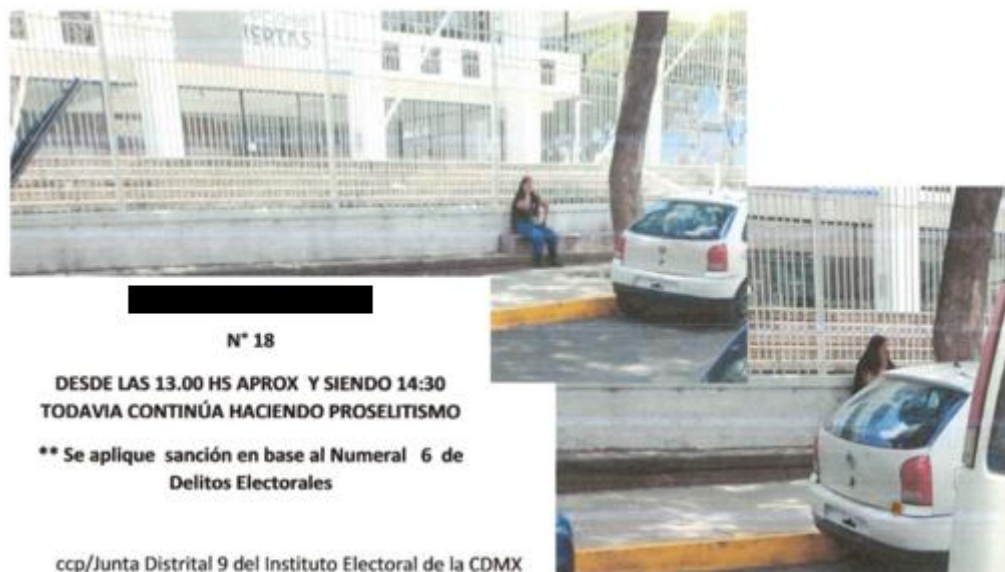 IERTAS
N° 18
DESDE LAS 13.00 HS APROX Y SIENDO 14:30
TODAVIA CONTINÚA HACIENDO PROSELITISMO
** Se aplique sanción en base al Numeral 6 de
Delitos Electorales
ccp/Junta Distrital 9 del Instituto Electoral de la CDMX